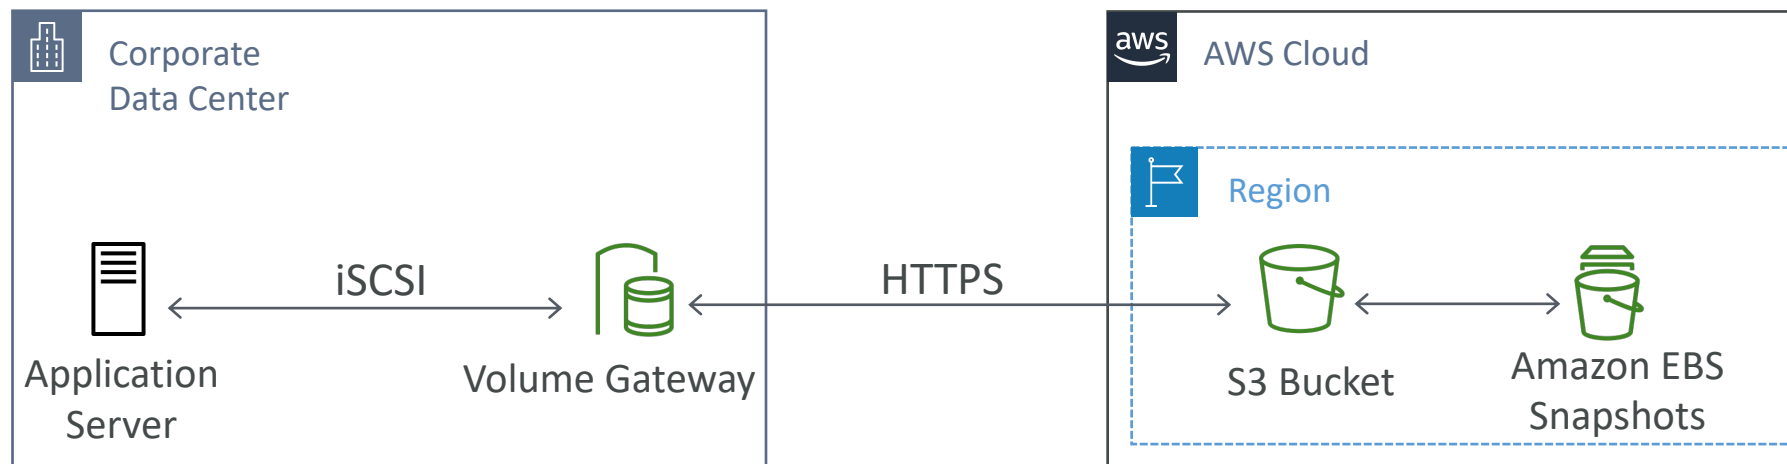 Corporate
Data Center
aws
AWS Cloud
Region
iSCSI
HTTPS
Application
Server
Volume Gateway
S3 Bucket
Amazon EBS
Snapshots